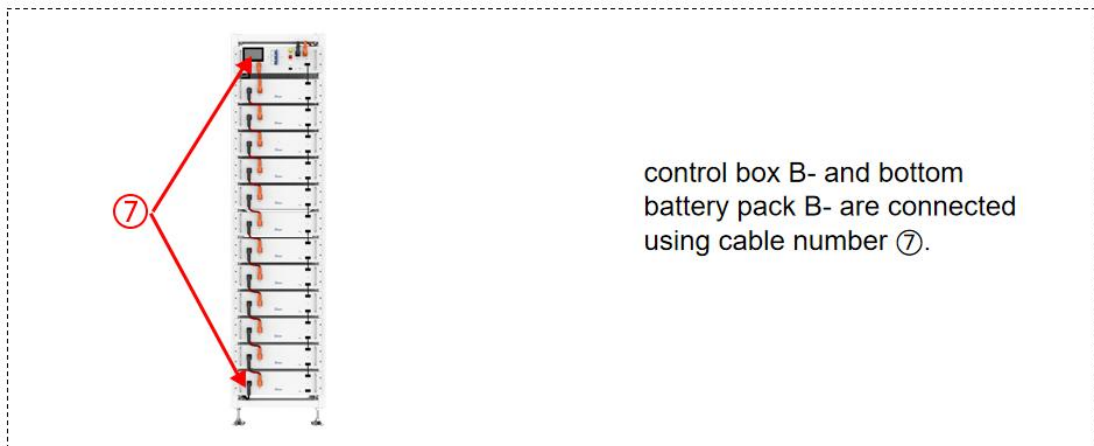 ⑦
control box B- and bottom
battery pack B- are connected
using cable number ⑦.